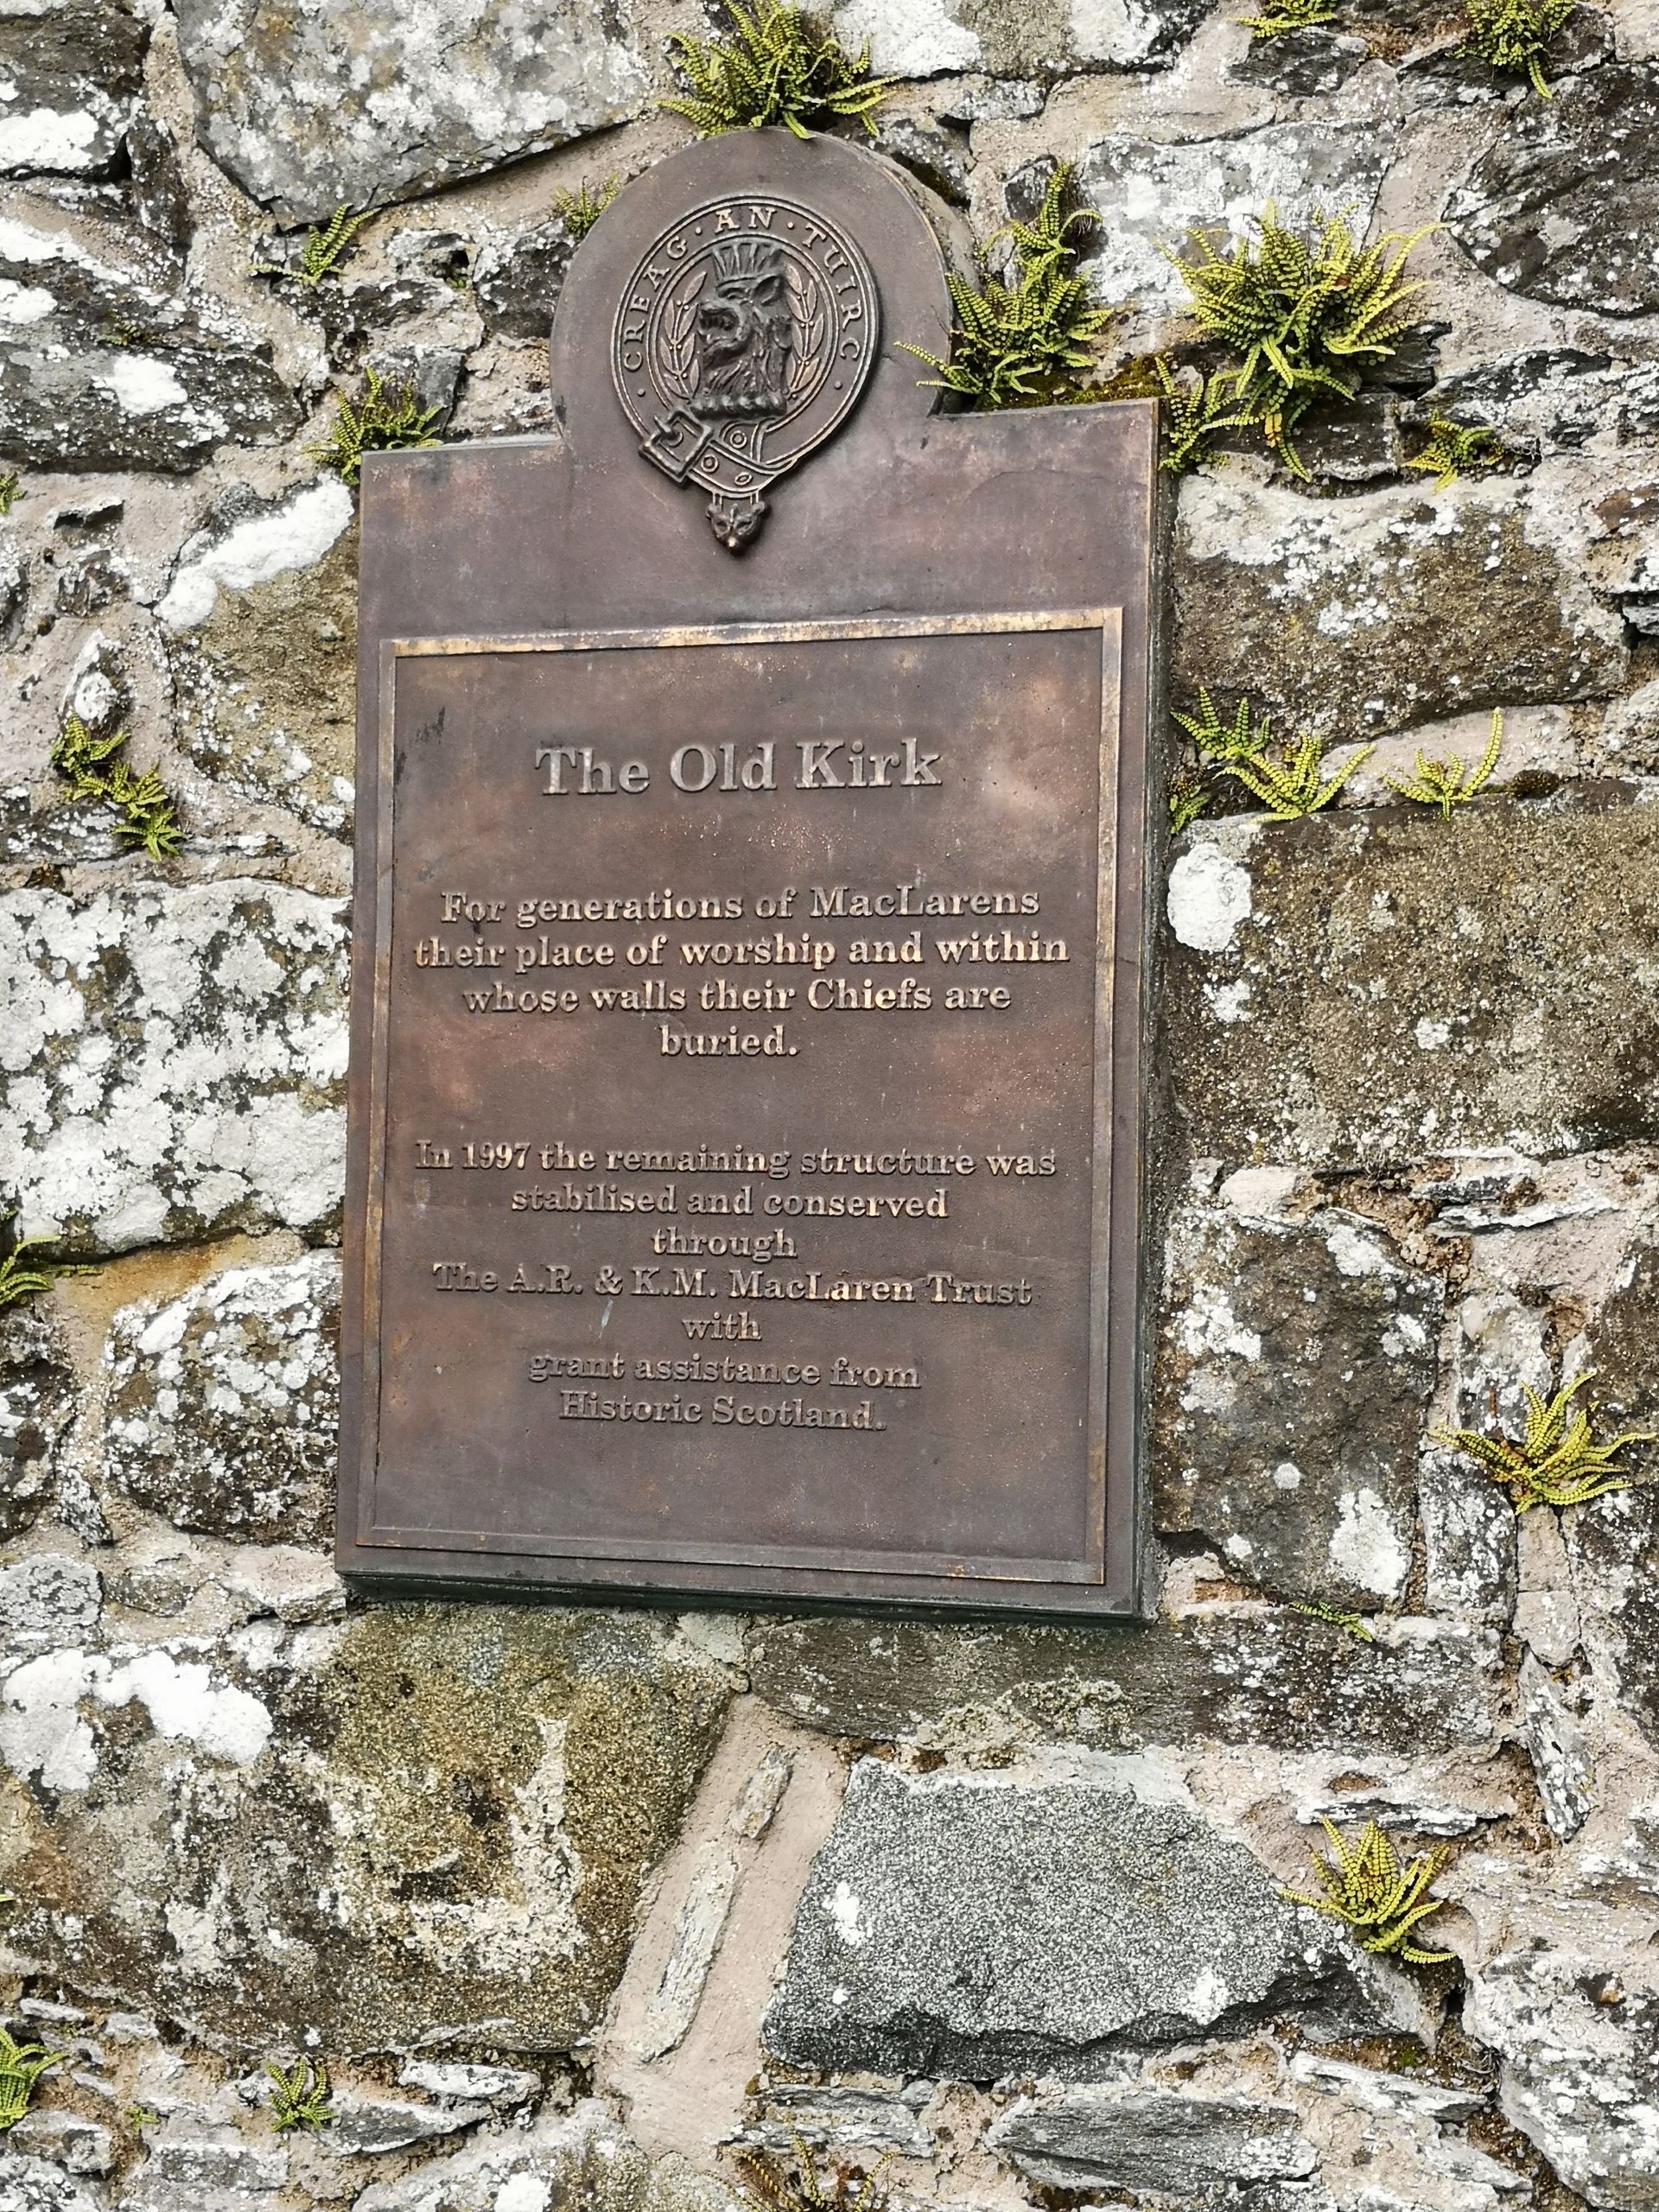 · CREAG · AN · TUIRC ·
The Old Kirk
For generations of MacLarens
their place of worship and within
whose walls their Chiefs are
buried.
In 1997 the remaining structure was
stabilised and conserved
through
The A.R. & K.M. MacLaren Trust
with
grant assistance from
Historic Scotland.